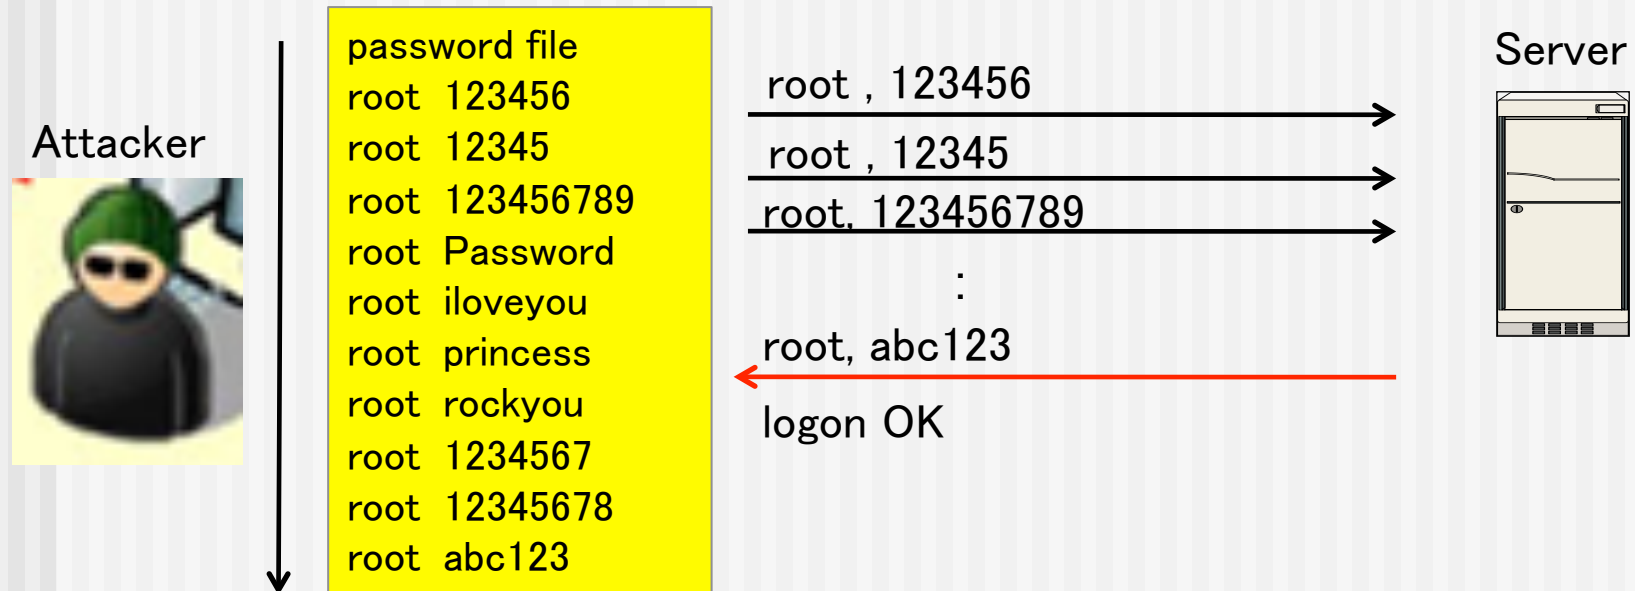 Attacker
password file
root 123456
root 12345
root 123456789
root Password
root iloveyou
root princess
root rockyou
root 1234567
root 12345678
root abc123
root , 123456
root , 12345
root, 123456789
:
root, abc123
logon OK
Server